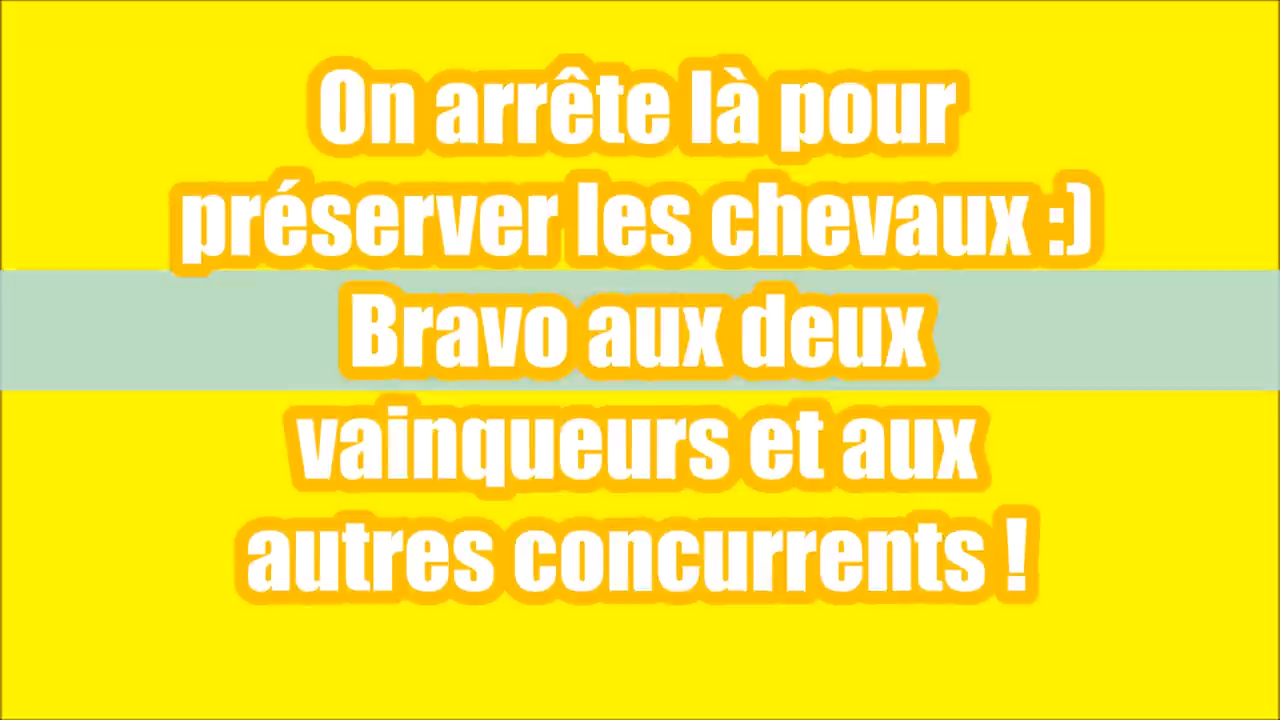 On arrête là pour
préserver les chevaux :)
Bravo aux deux
vainqueurs et aux
autres concurrents !